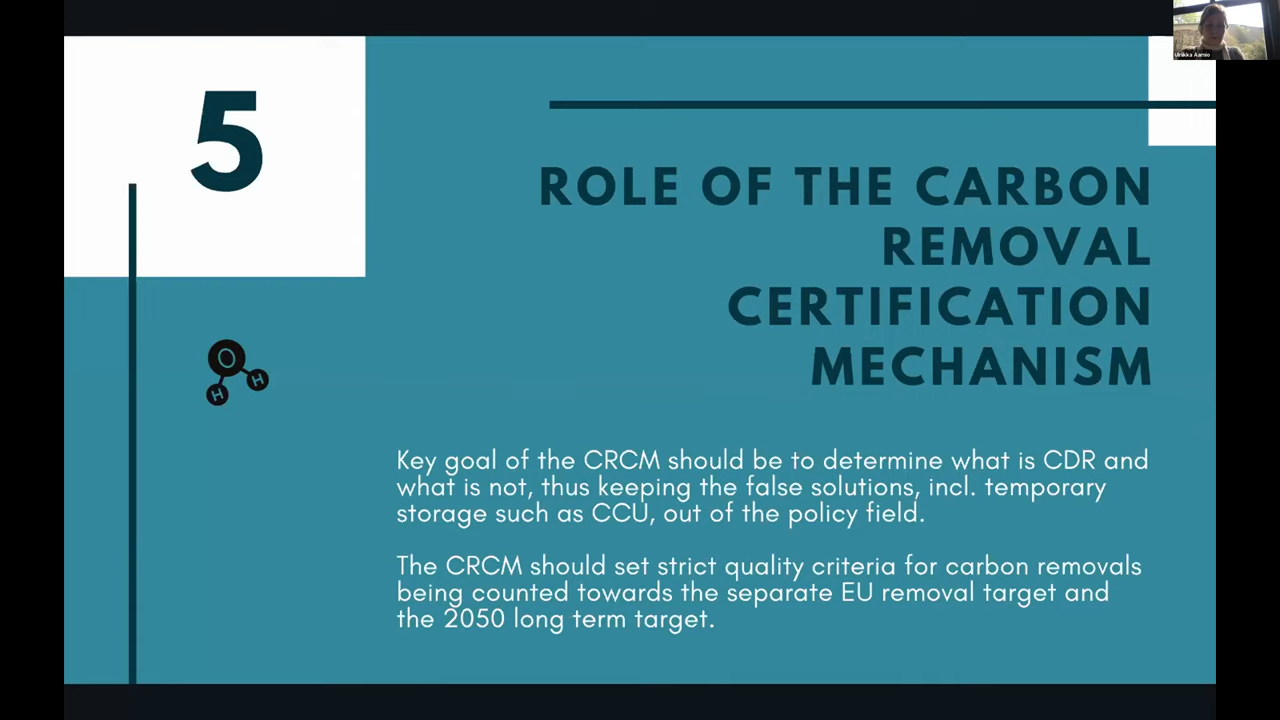 Ulrikka Aarnio
5
ROLE OF THE CARBON
REMOVAL
CERTIFICATION
MECHANISM
O
H
H
Key goal of the CRCM should be to determine what is CDR and
what is not, thus keeping the false solutions, incl. temporary
storage such as CCU, out of the policy field.
The CRCM should set strict quality criteria for carbon removals
being counted towards the separate EU removal target and
the 2050 long term target.